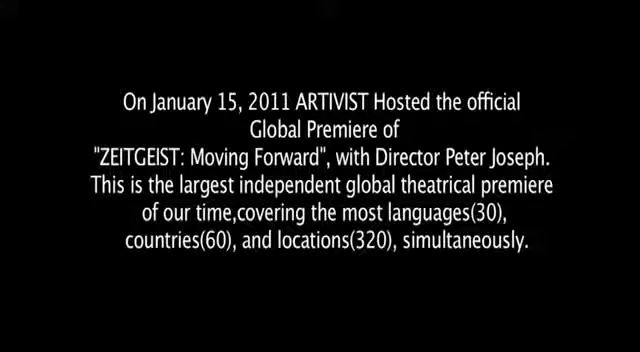 On January 15, 2011 ARTIVIST Hosted the official
Global Premiere of
"ZEITGEIST: Moving Forward", with Director Peter Joseph.
This is the largest independent global theatrical premiere
of our time,covering the most languages(30),
countries(60), and locations(320), simultaneously.